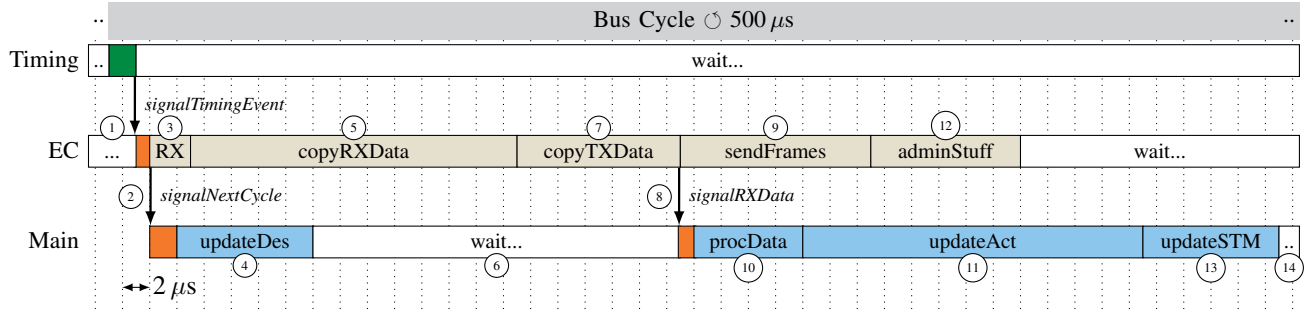 .. Bus Cycle ↺ 500 μs ..
Timing .. wait...
signalTimingEvent
1 3 5 7 9 12
EC ... RX copyRXData copyTXData sendFrames adminStuff wait...
2 signalNextCycle 8 signalRXData
Main updateDes wait... procData updateAct updateSTM ..
4 6 10 11 13 14
2 μs